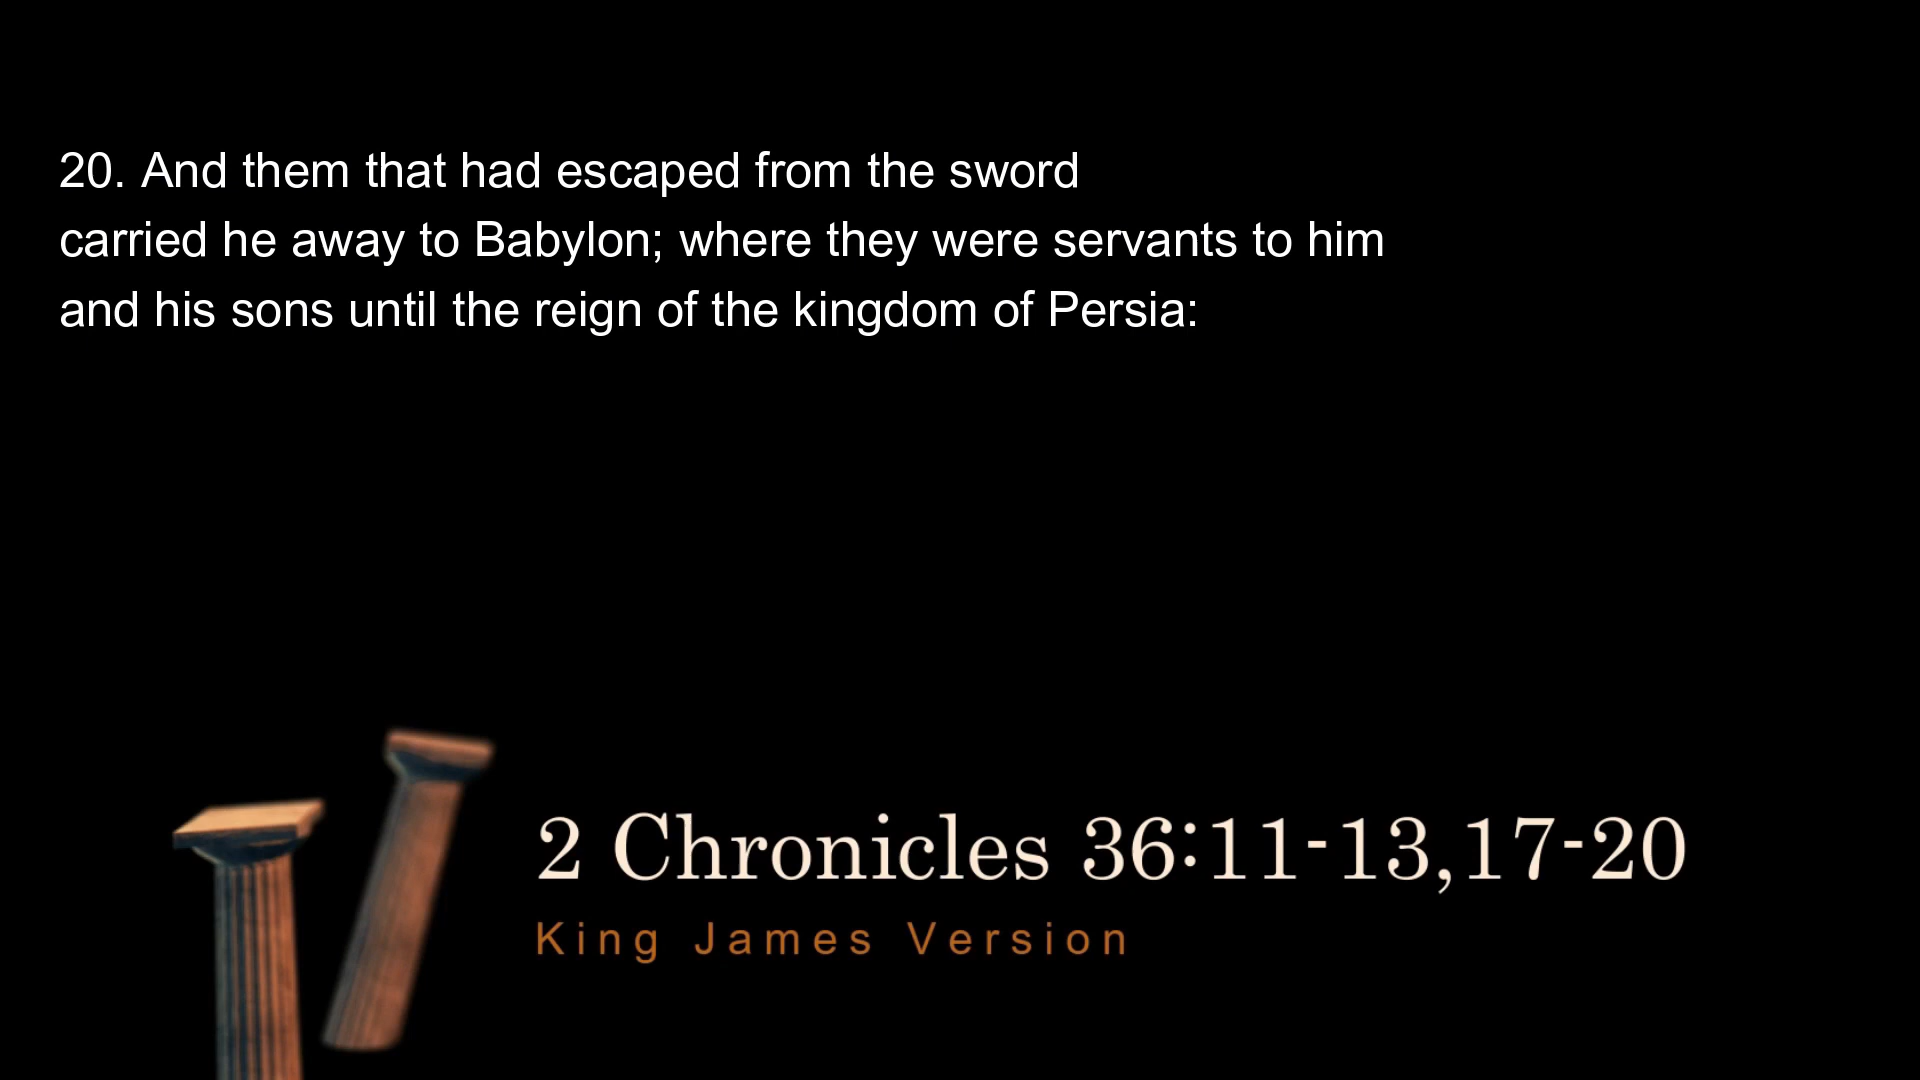 20. And them that had escaped from the sword
carried he away to Babylon; where they were servants to him
and his sons until the reign of the kingdom of Persia:
2 Chronicles 36:11-13,17-20
King James Version